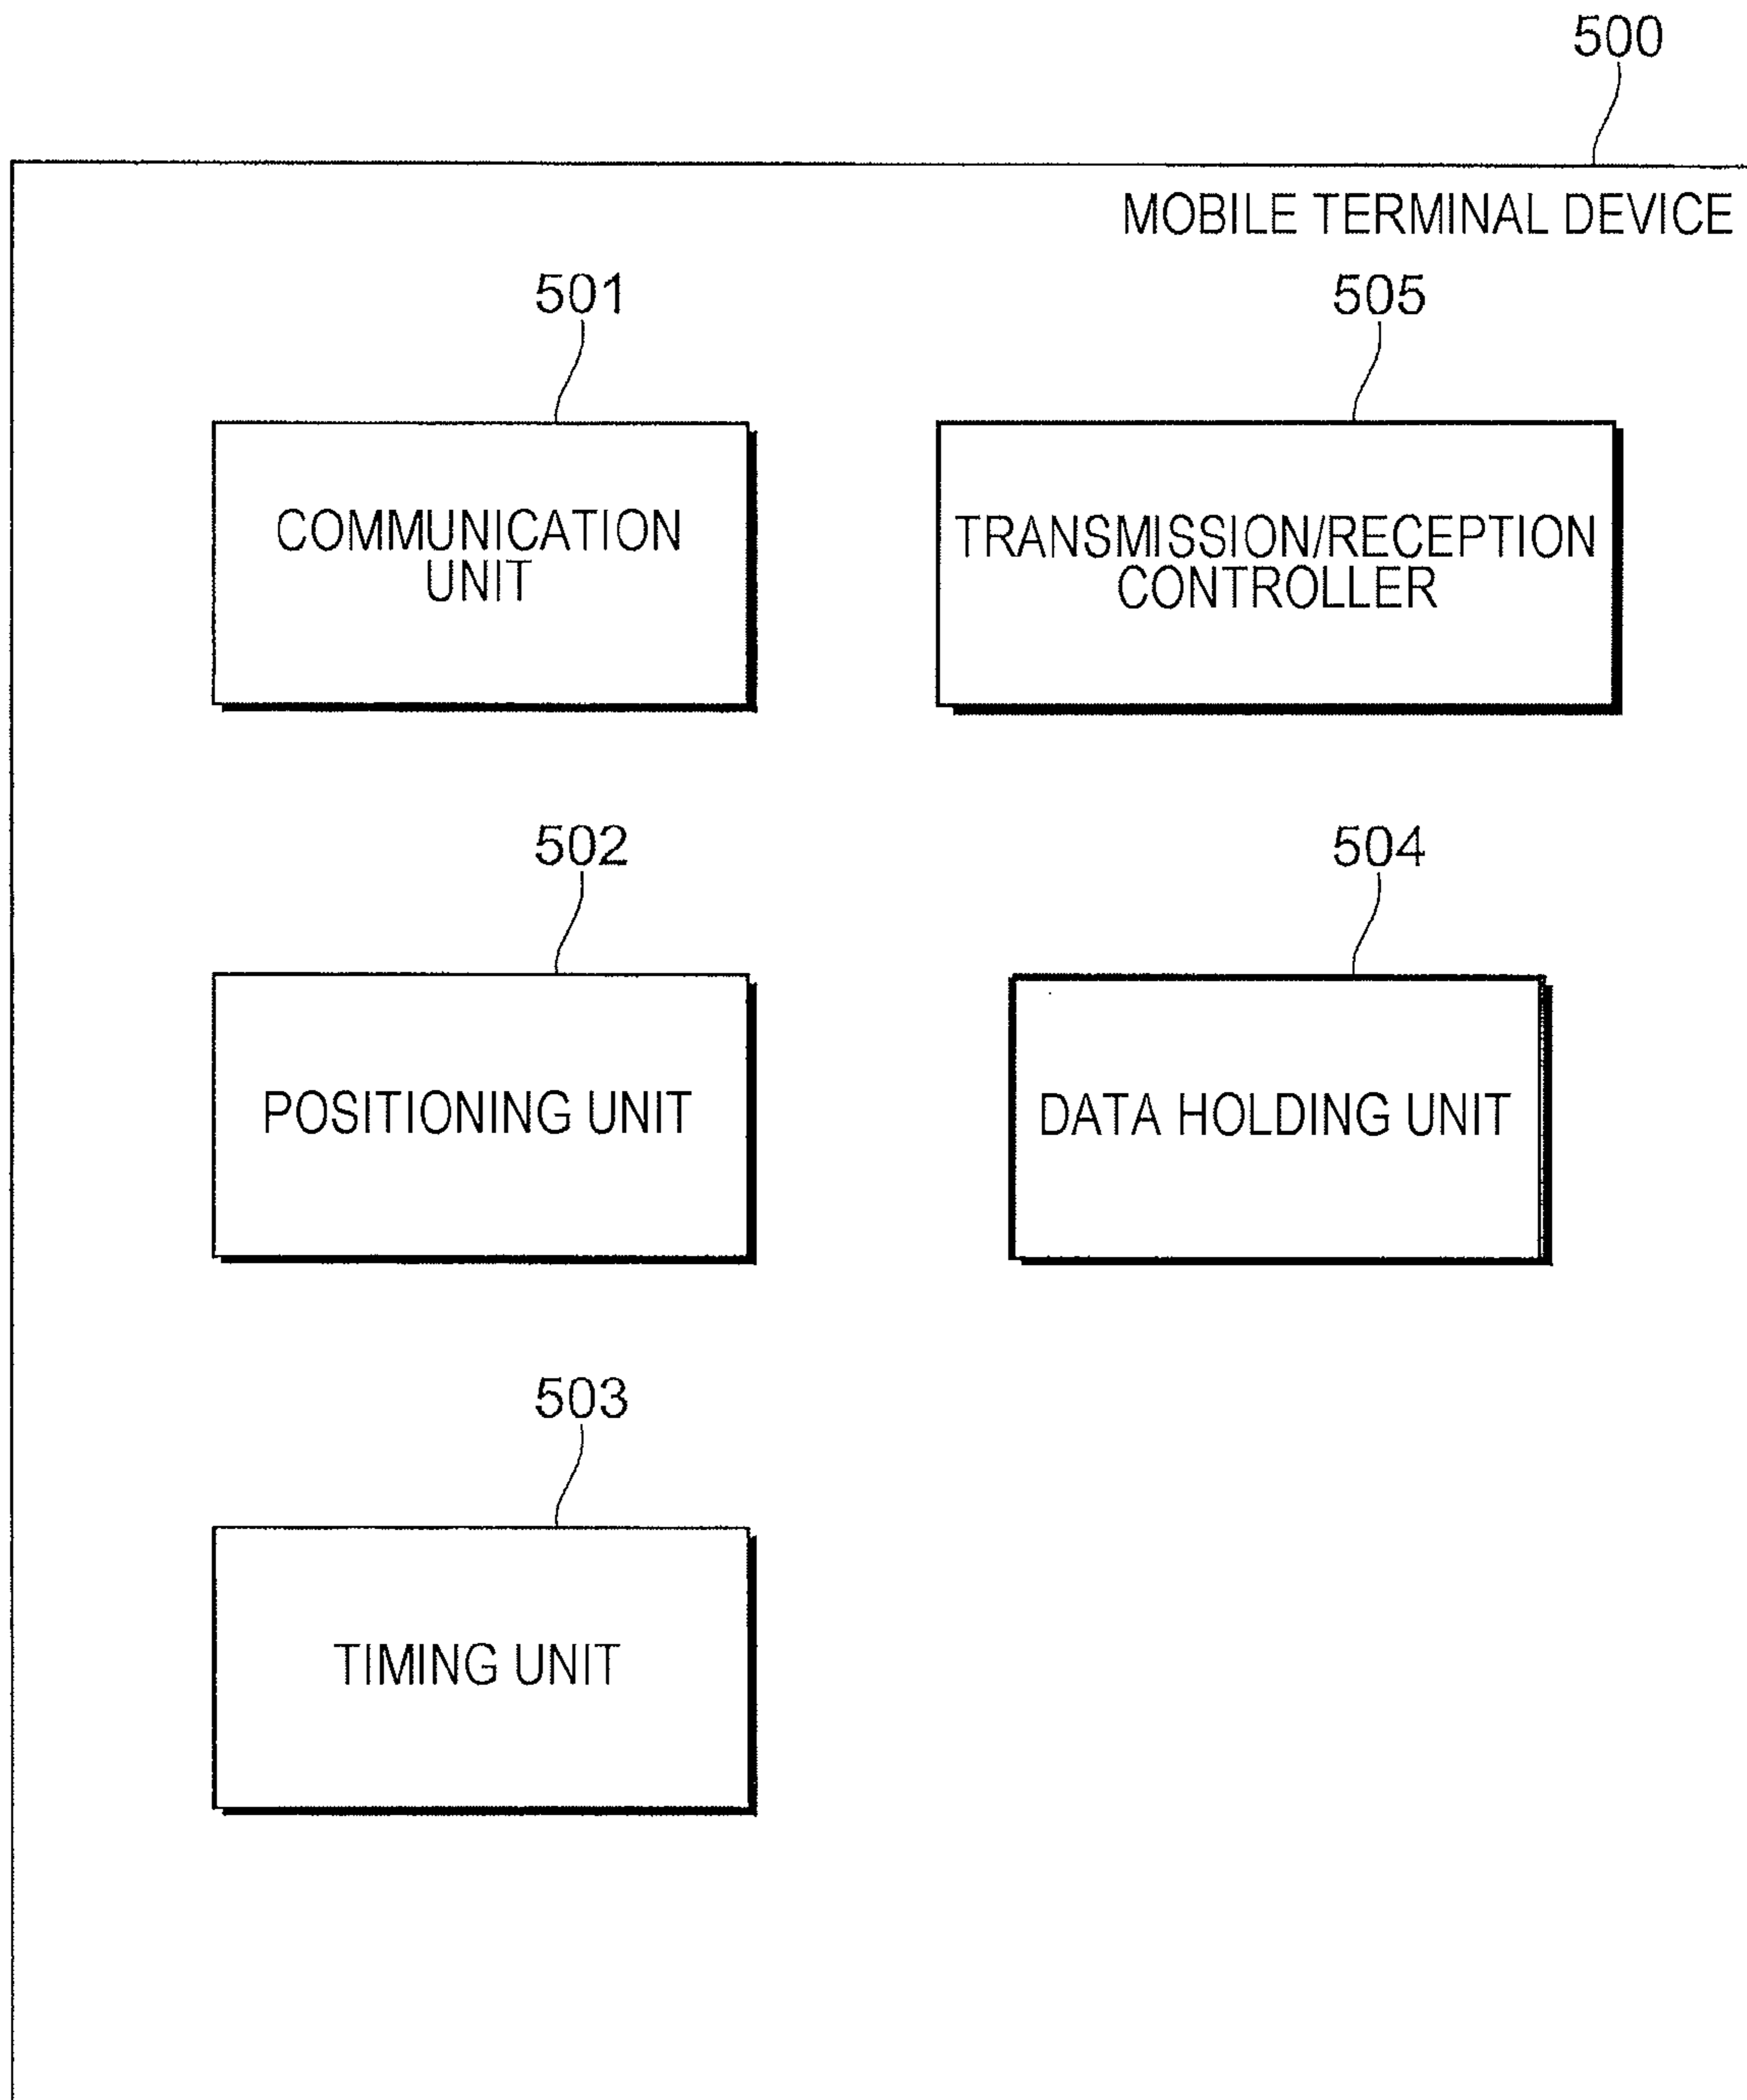 500
MOBILE TERMINAL DEVICE
501
505
COMMUNICATION
UNIT
TRANSMISSION/RECEPTION
CONTROLLER
502
504
POSITIONING UNIT
DATA HOLDING UNIT
503
TIMING UNIT